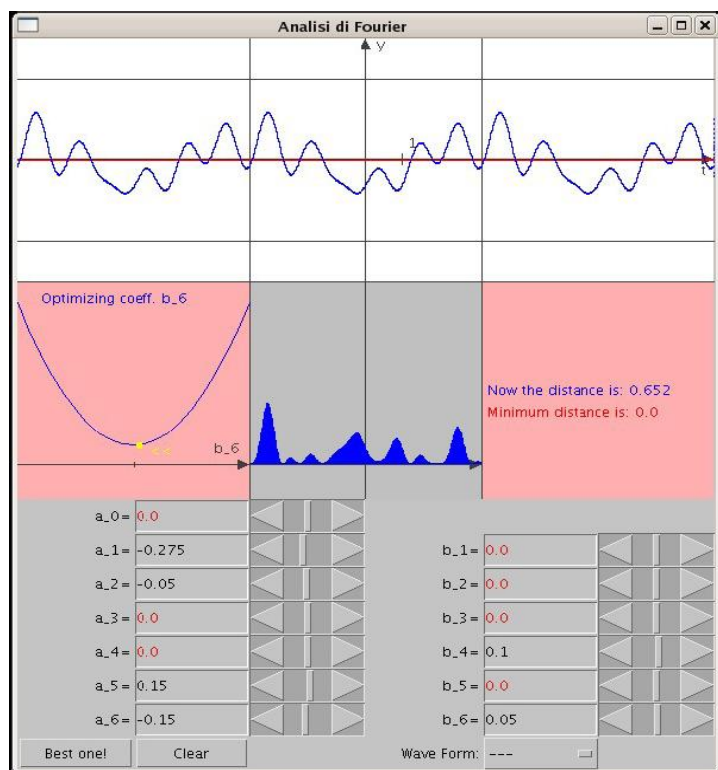 Analisi di Fourier
y
1
t
Optimizing coeff. b_6
b_6
Now the distance is: 0.652
Minimum distance is: 0.0
a_0= 0.0
a_1= -0.275
b_1= 0.0
a_2= -0.05
b_2= 0.0
a_3= 0.0
b_3= 0.0
a_4= 0.0
b_4= 0.1
a_5= 0.15
b_5= 0.0
a_6= -0.15
b_6= 0.05
Best one!
Clear
Wave Form: ---